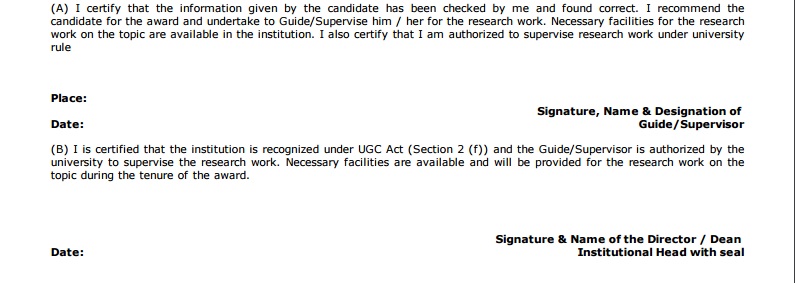 (A) I certify that the information given by the candidate has been checked by me and found correct. I recommend the
candidate for the award and undertake to Guide/Supervise him / her for the research work. Necessary facilities for the research
work on the topic are available in the institution. I also certify that I am authorized to supervise research work under university
rule
Place:
Signature, Name & Designation of
Date: Guide/Supervisor
(B) I is certified that the institution is recognized under UGC Act (Section 2 (f)) and the Guide/Supervisor is authorized by the
university to supervise the research work. Necessary facilities are available and will be provided for the research work on the
topic during the tenure of the award.
Signature & Name of the Director / Dean
Date: Institutional Head with seal